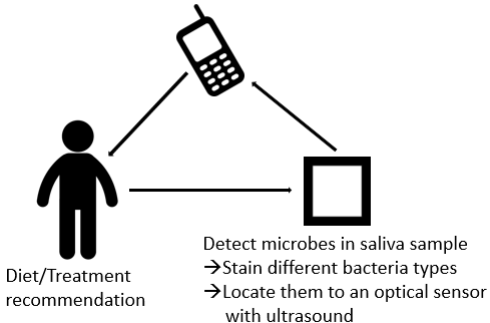 Detect microbes in saliva sample
→Stain different bacteria types
→Locate them to an optical sensor
with ultrasound
Diet/Treatment
recommendation